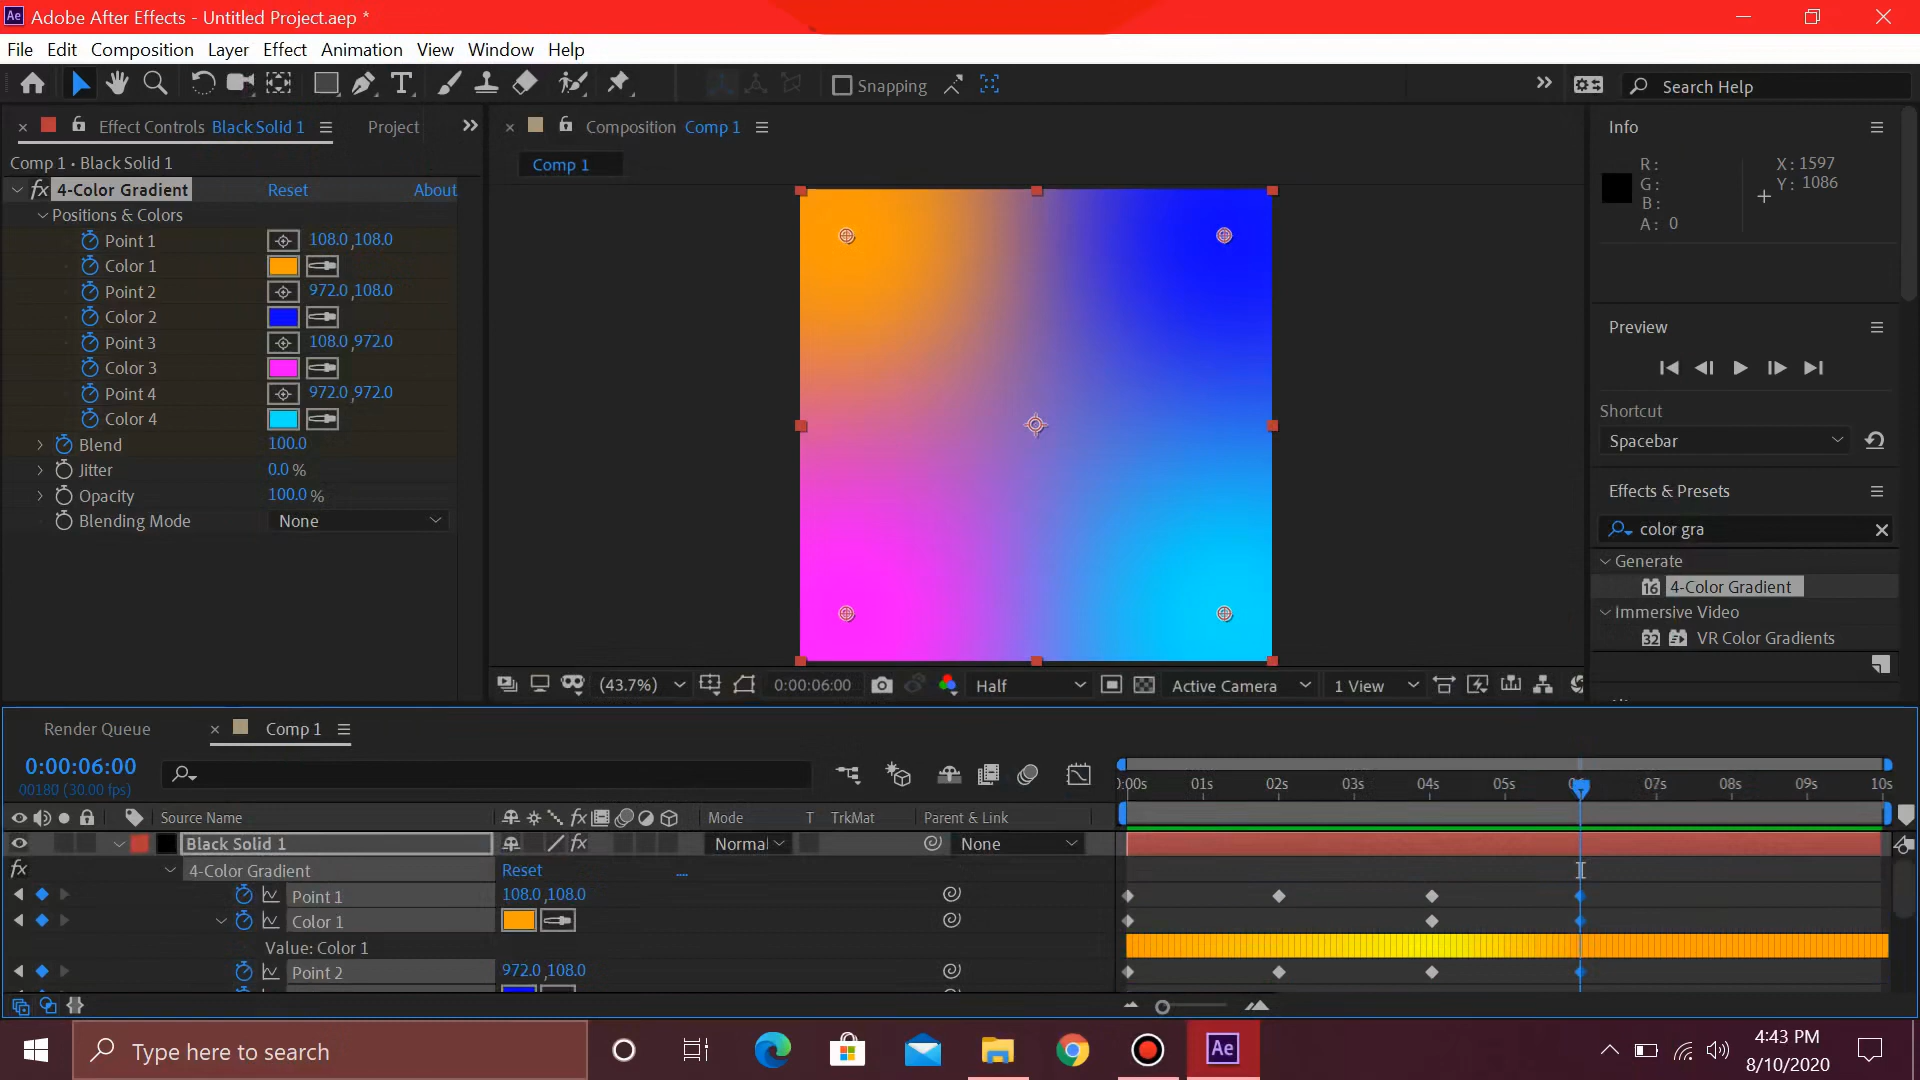 Ae Adobe After Effects - Untitled Project.aep *
File Edit Composition Layer Effect Animation View Window Help
Snapping
Search Help
Effect Controls Black Solid 1
Project
Comp 1 • Black Solid 1
fx 4-Color Gradient Reset About
Positions & Colors
Point 1 108.0 ,108.0
Color 1
Point 2 972.0 ,108.0
Color 2
Point 3 108.0 ,972.0
Color 3
Point 4 972.0 ,972.0
Color 4
Blend 100.0
Jitter 0.0 %
Opacity 100.0 %
Blending Mode None
Composition Comp 1
Comp 1
(43.7%) 0:00:06:00 Half Active Camera 1 View
Info
R: X: 1597
G: Y: 1086
B:
A: 0
Preview
Shortcut
Spacebar
Effects & Presets
color gra
Generate
16 4-Color Gradient
Immersive Video
32 VR Color Gradients
Render Queue Comp 1
0:00:06:00
00180 (30.00 fps)
:00s 01s 02s 03s 04s 05s 07s 08s 09s 10s
Source Name fx Mode T TrkMat Parent & Link
Black Solid 1 fx Normal None
fx 4-Color Gradient Reset ....
Point 1 108.0 ,108.0
Color 1
Value: Color 1
Point 2 972.0 ,108.0
Type here to search
Ae
4:43 PM
8/10/2020